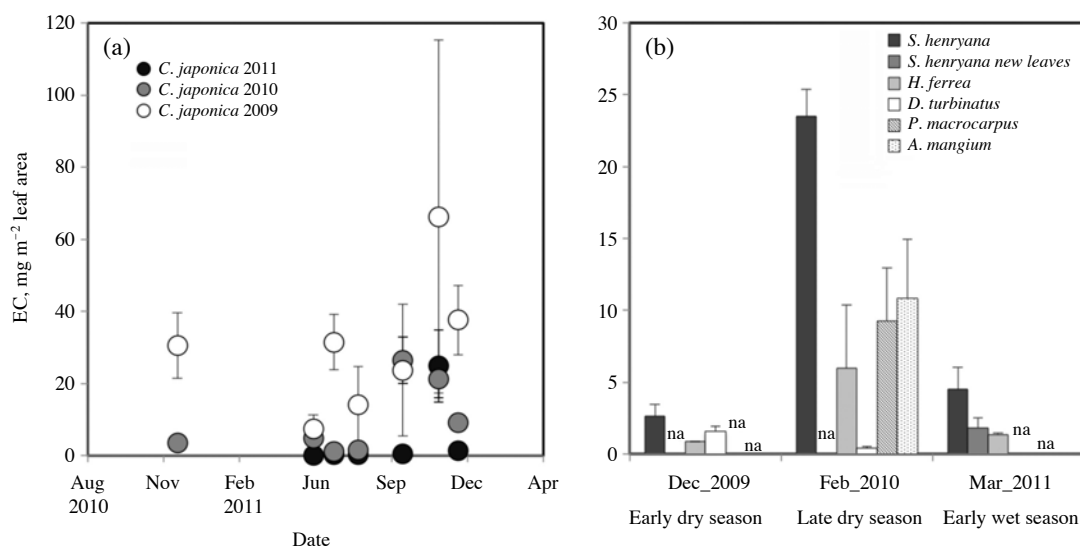 (a)
C. japonica 2011
C. japonica 2010
C. japonica 2009
EC, mg m⁻² leaf area
120
100
80
60
40
20
0
Aug Nov Feb Jun Sep Dec Apr
2010 2011
Date
(b)
S. henryana
S. henryana new leaves
H. ferrea
D. turbinatus
P. macrocarpus
A. mangium
30
25
20
15
10
5
0
na na na na na na
Dec_2009 Feb_2010 Mar_2011
Early dry season Late dry season Early wet season